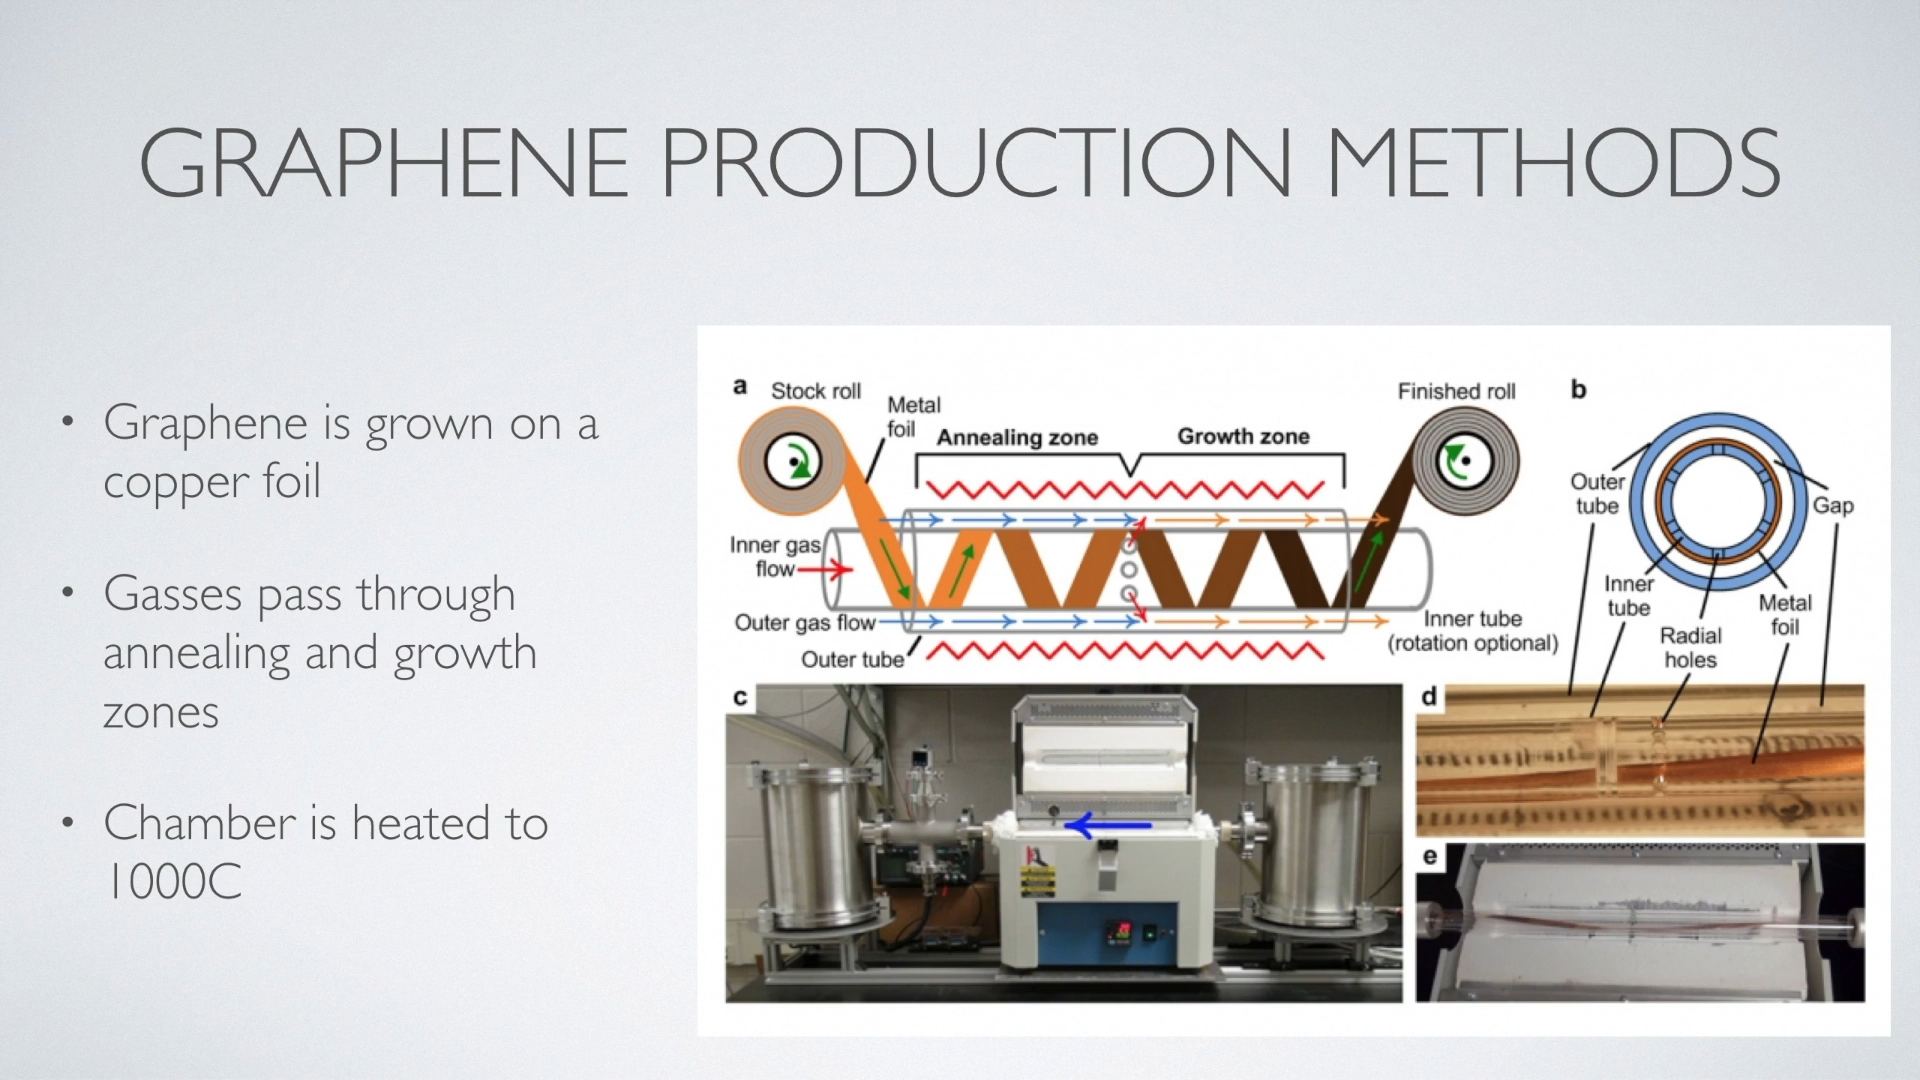 GRAPHENE PRODUCTION METHODS
• Graphene is grown on a
copper foil
• Gasses pass through
annealing and growth
zones
• Chamber is heated to
1000C
a
Stock roll
Metal
foil
Annealing zone
Growth zone
Finished roll
Inner gas
flow
Outer gas flow
Outer tube
Inner tube
(rotation optional)
b
Outer
tube
Gap
Inner
tube
Radial
holes
Metal
foil
c
d
e